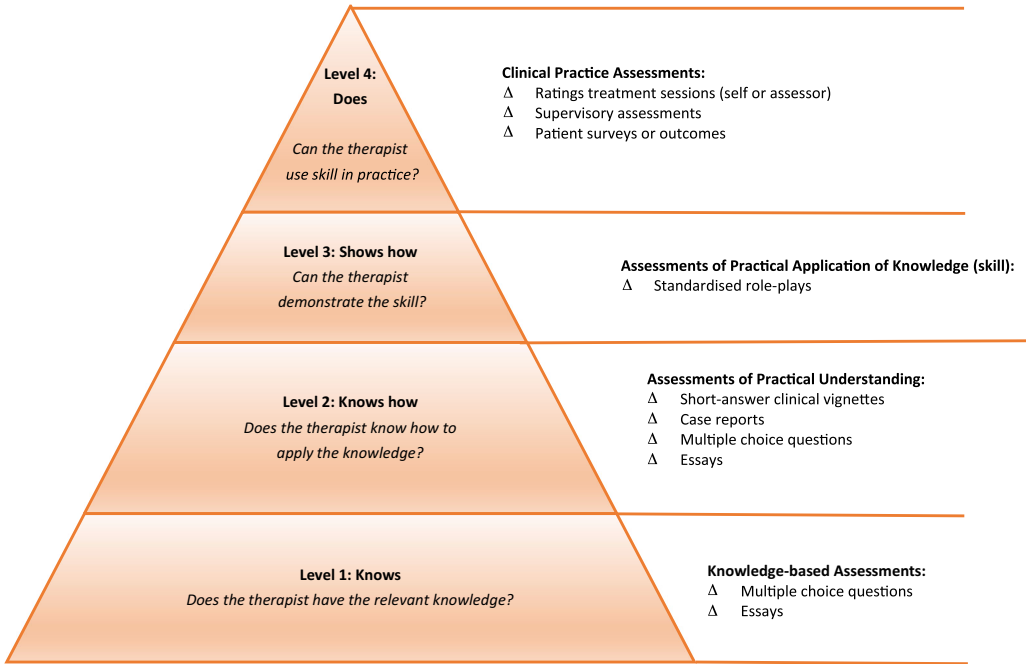 Level 4:
Does
Can the therapist
use skill in practice?
Clinical Practice Assessments:
Δ Ratings treatment sessions (self or assessor)
Δ Supervisory assessments
Δ Patient surveys or outcomes
Level 3: Shows how
Can the therapist
demonstrate the skill?
Assessments of Practical Application of Knowledge (skill):
Δ Standardised role-plays
Level 2: Knows how
Does the therapist know how to
apply the knowledge?
Assessments of Practical Understanding:
Δ Short-answer clinical vignettes
Δ Case reports
Δ Multiple choice questions
Δ Essays
Level 1: Knows
Does the therapist have the relevant knowledge?
Knowledge-based Assessments:
Δ Multiple choice questions
Δ Essays